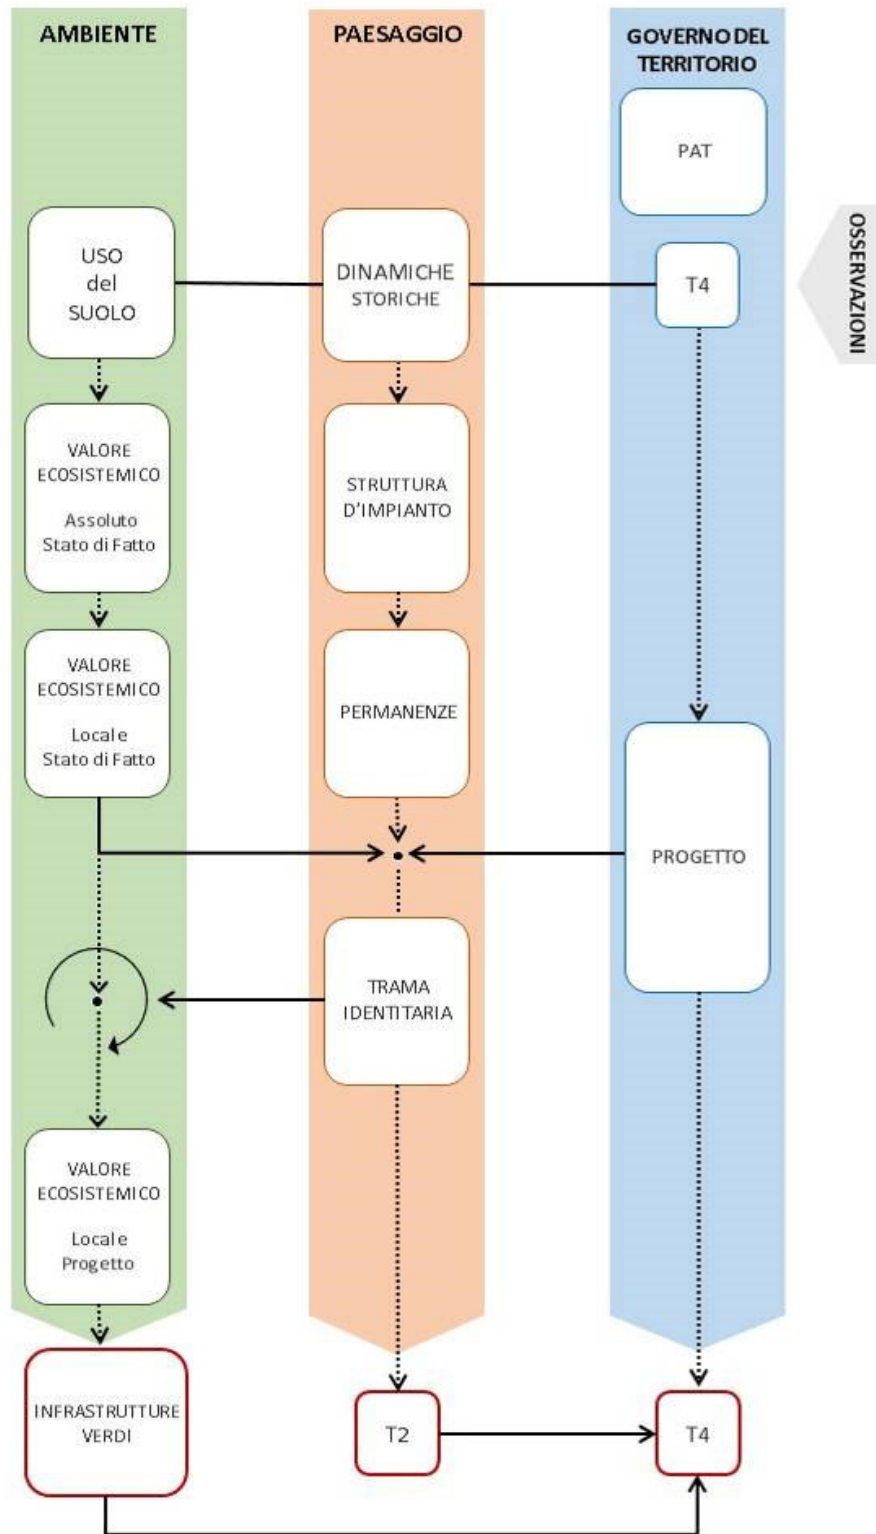 AMBIENTE
PAESAGGIO
GOVERNO DEL
TERRITORIO
PAT
OSSERVAZIONI
USO
del
SUOLO
DINAMICHE
STORICHE
T4
VALORE
ECOSISTEMICO
Assoluto
Stato di Fatto
STRUTTURA
D'IMPIANTO
VALORE
ECOSISTEMICO
Locale
Stato di Fatto
PERMANENZE
PROGETTO
TRAMA
IDENTITARIA
VALORE
ECOSISTEMICO
Locale
Progetto
INFRASTRUTTURE
VERDI
T2
T4